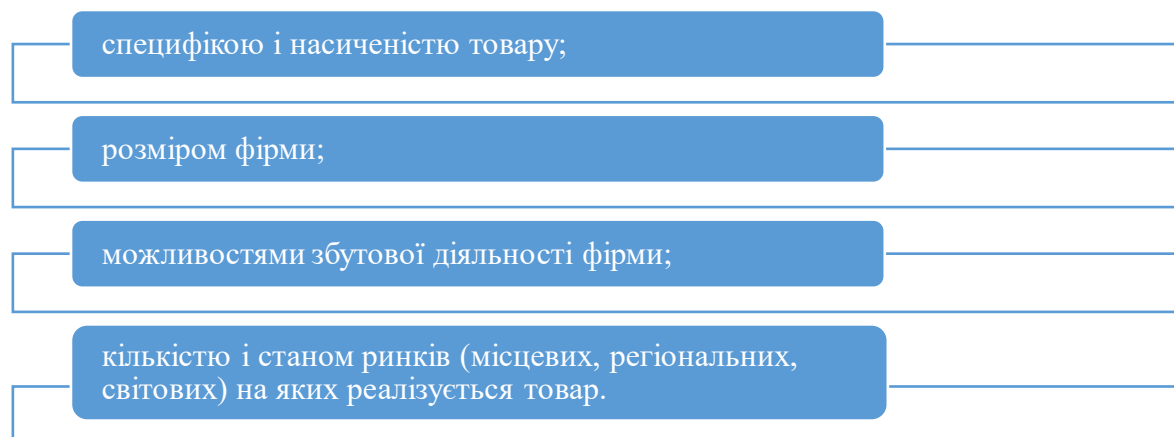 специфікою і насиченістю товару;
розміром фірми;
можливостями збутової діяльності фірми;
кількістю і станом ринків (місцевих, регіональних,
світових) на яких реалізується товар.